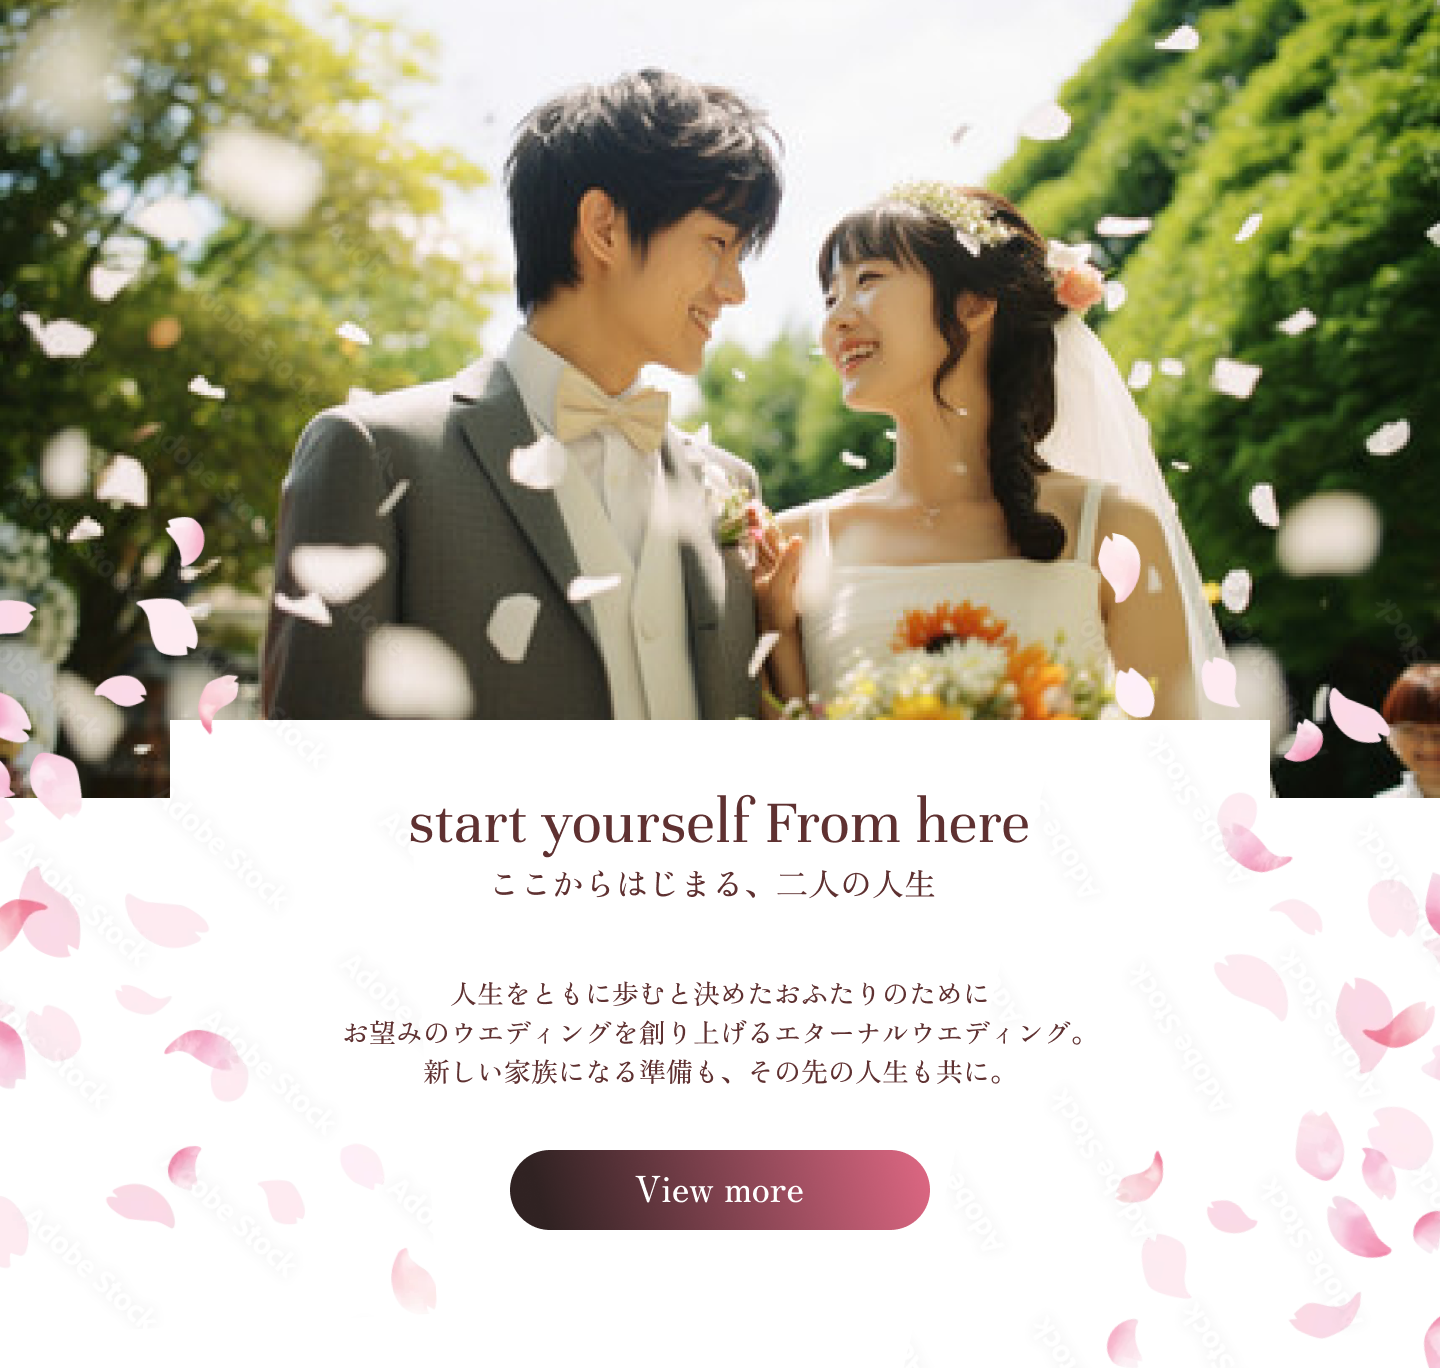 start yourself From here
ここからはじまる、二人の人生
人生をともに歩むと決めたおふたりのために
お望みのウエディングを創り上げるエターナルウエディング。
新しい家族になる準備も、その先の人生も共に。
View more
Adobe Stock